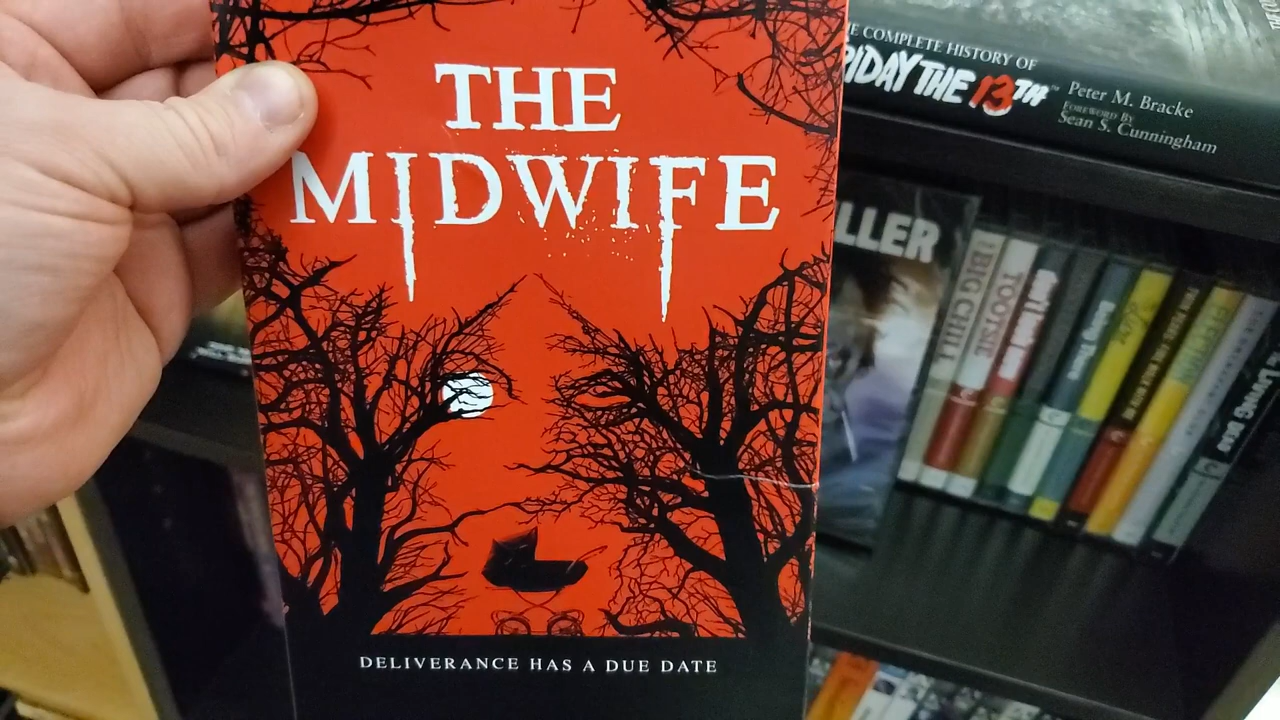 THE
MIDWIFE
DELIVERANCE HAS A DUE DATE
THE COMPLETE HISTORY OF
FRIDAY THE 13TH
Peter M. Bracke
FOREWORD BY
Sean S. Cunningham
LLER
THE BIG CHILL
TOOTSIE